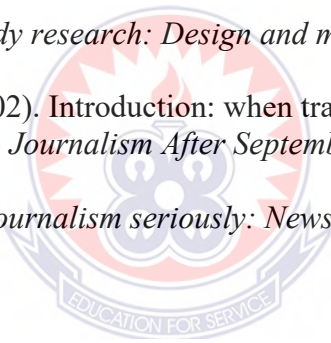 dy research: Design and m
02). Introduction: when tra
Journalism After Septemb
ournalism seriously: News
EDUCATION FOR SERVICE